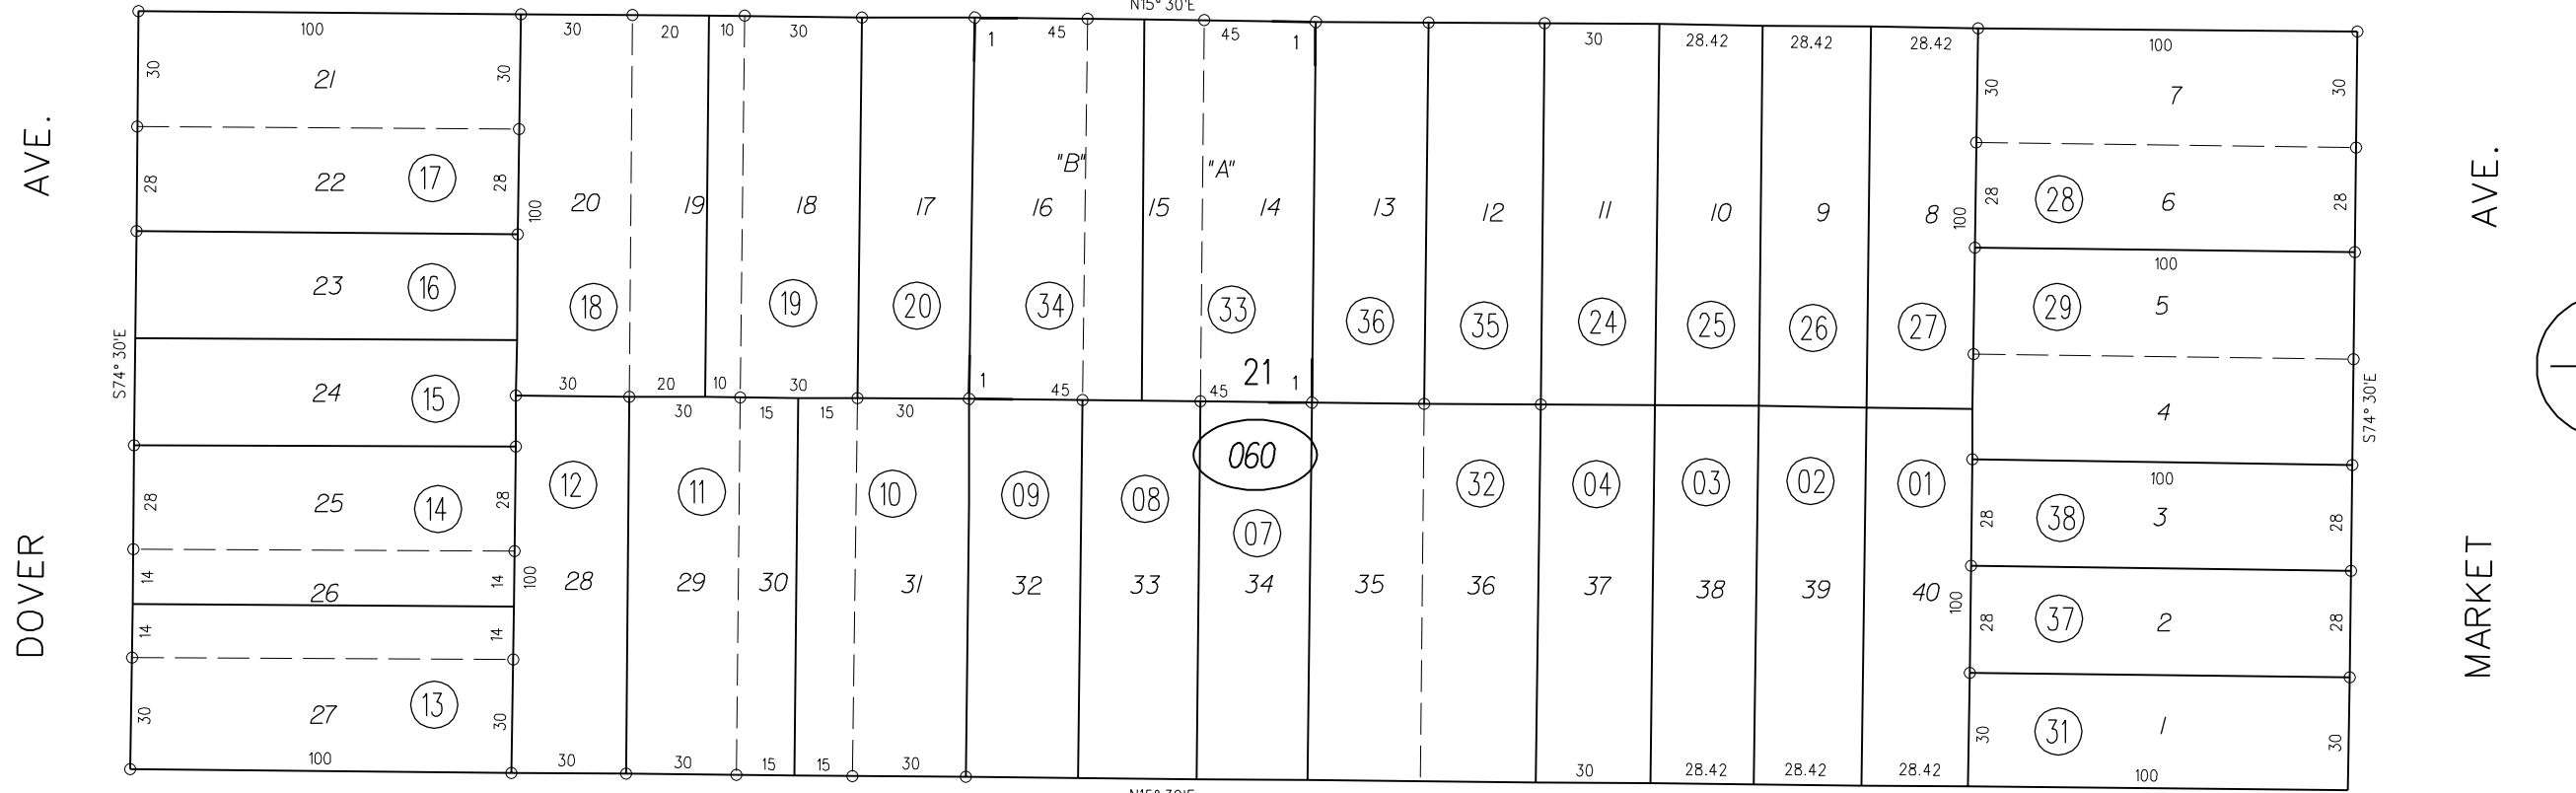 N15° 30'E
100 30 20 10 30 1 45 45 1 30 28.42 28.42 28.42 100
30 21 30 30 7 30
AVE.
28 22 17 28 28 28 6 28
AVE.
"B" "A"
100 20 19 18 17 16 15 14 13 12 11 10 9 8 100
100
23 16 18 19 20 34 33 36 35 24 25 26 27 29 5
S74° 30'E
24 15 30 20 10 30 1 45 45 21 1 4
S74° 30'E
30 15 15 30
060
100
28 25 14 28 12 11 10 09 08 07 32 04 03 02 01 28 38 3 28
DOVER
MARKET
14 26 14 100 28 29 30 31 32 33 34 35 36 37 38 39 40 100
14 14 28 37 2 28
30 27 13 30 30 31 1 30
100 30 30 15 15 30 30 28.42 28.42 28.42 100
N15° 30'E